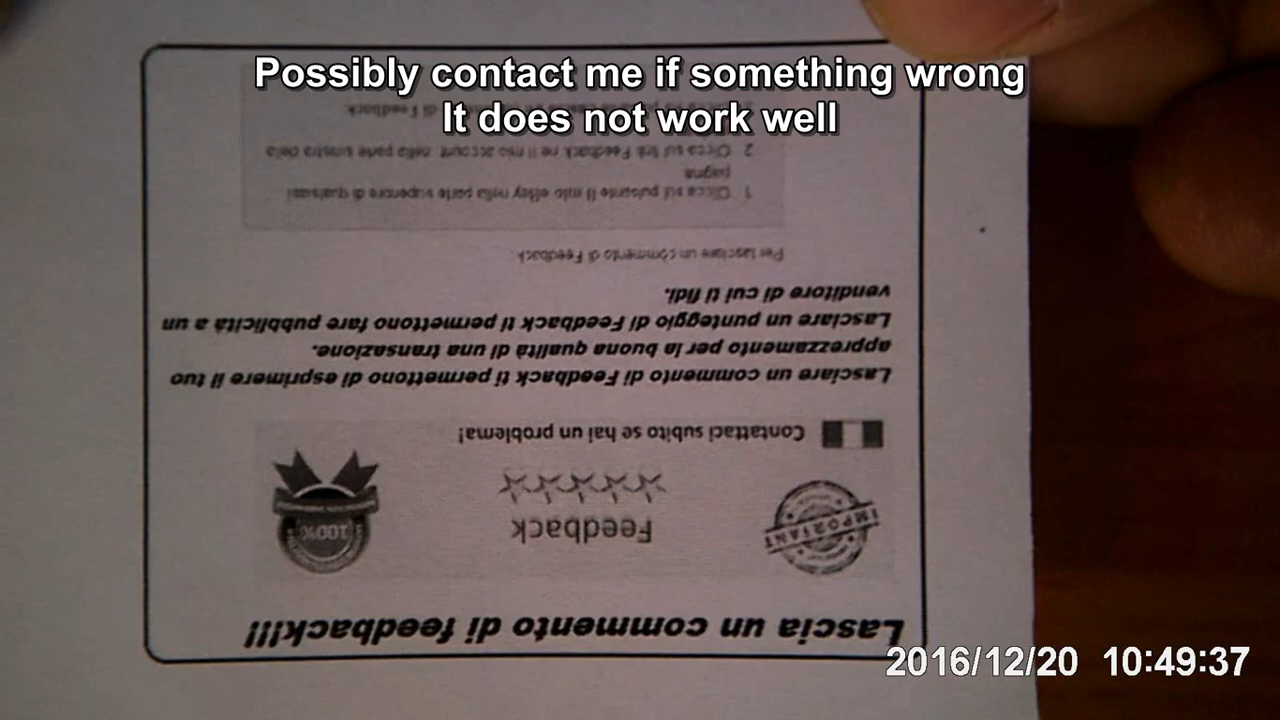 Possibly contact me if something wrong
It does not work well
Lascia un commento di feedback!!!
IMPORTANT
Feedback
100%
Contattaci subito se hai un problema!
Lasciare un commento di Feedback ti permettono di esprimere il tuo
apprezzamento per la buona qualità di una transazione.
Lasciare un punteggio di Feedback ti permettono fare pubblicità a un
venditore di cui ti fidi.
Per lasciare un commento di Feedback:
1 Clicca sul pulsante Il mio eBay nella parte superiore di qualsiasi
pagina
2 Clicca sul link Feedback ne Il mio account nella parte sinistra della
di Feedback
2016/12/20 10:49:37